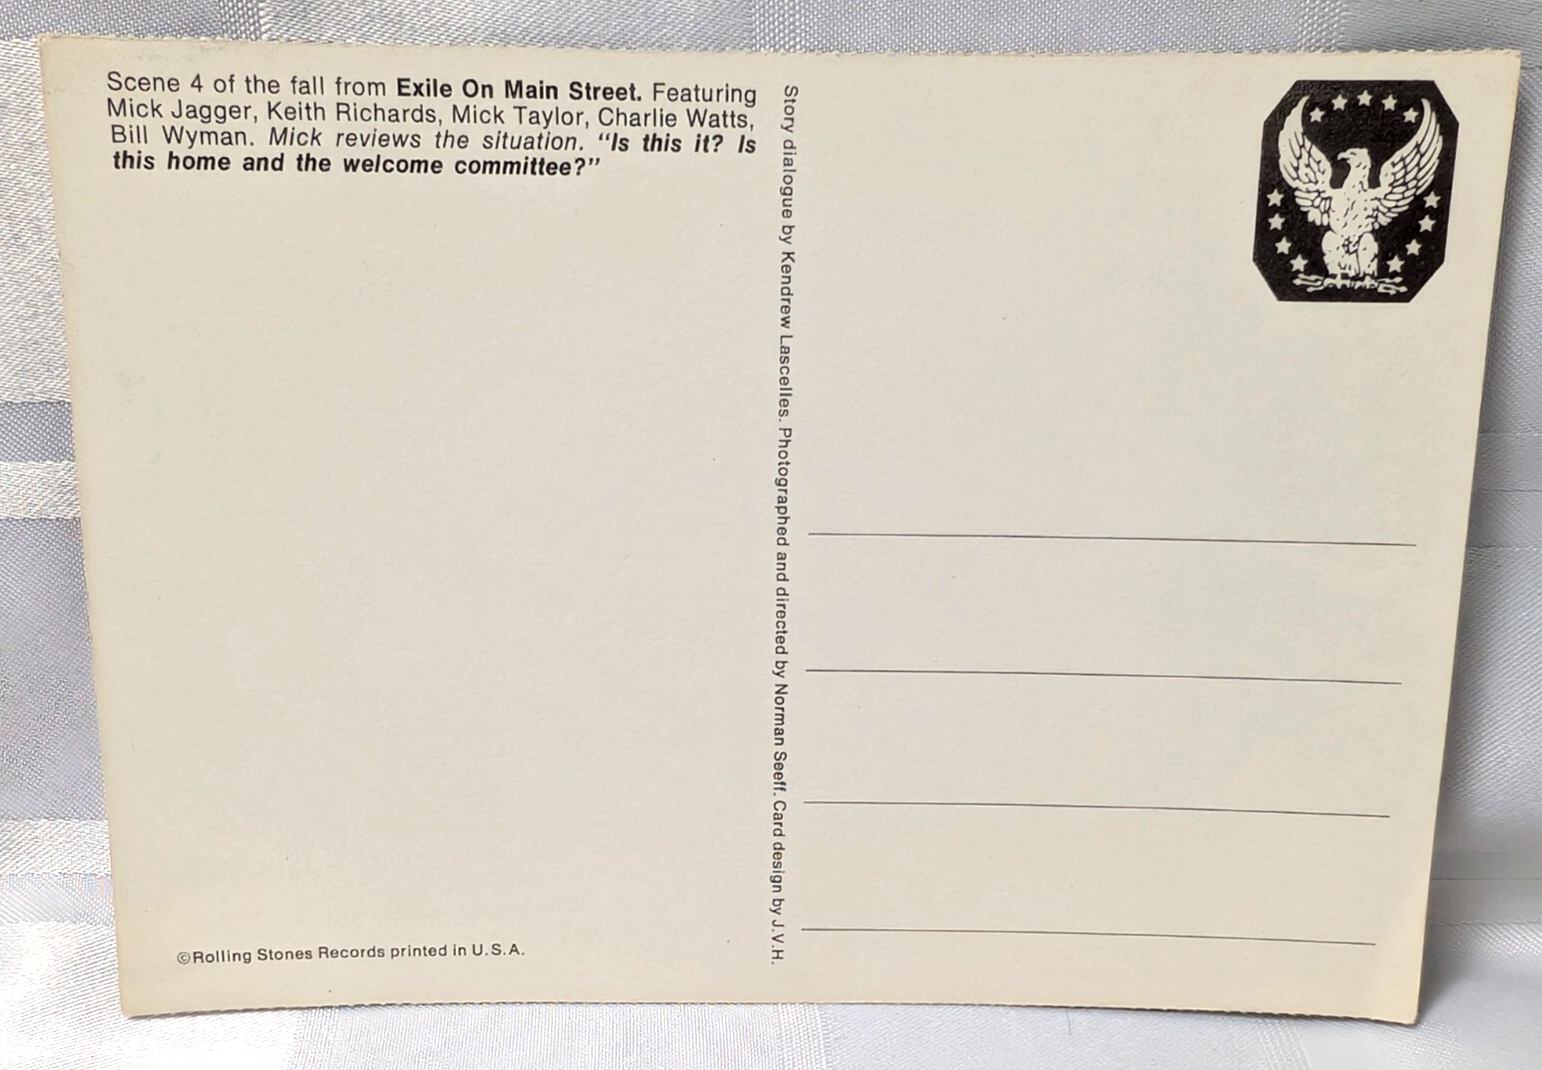 Scene 4 of the fall from Exile On Main Street. Featuring
Mick Jagger, Keith Richards, Mick Taylor, Charlie Watts,
Bill Wyman. Mick reviews the situation. “Is this it? Is
this home and the welcome committee?”
©Rolling Stones Records printed in U.S.A.
Story dialogue by Kendrew Lascelles. Photographed and directed by Norman Seeff. Card design by J.V.H.